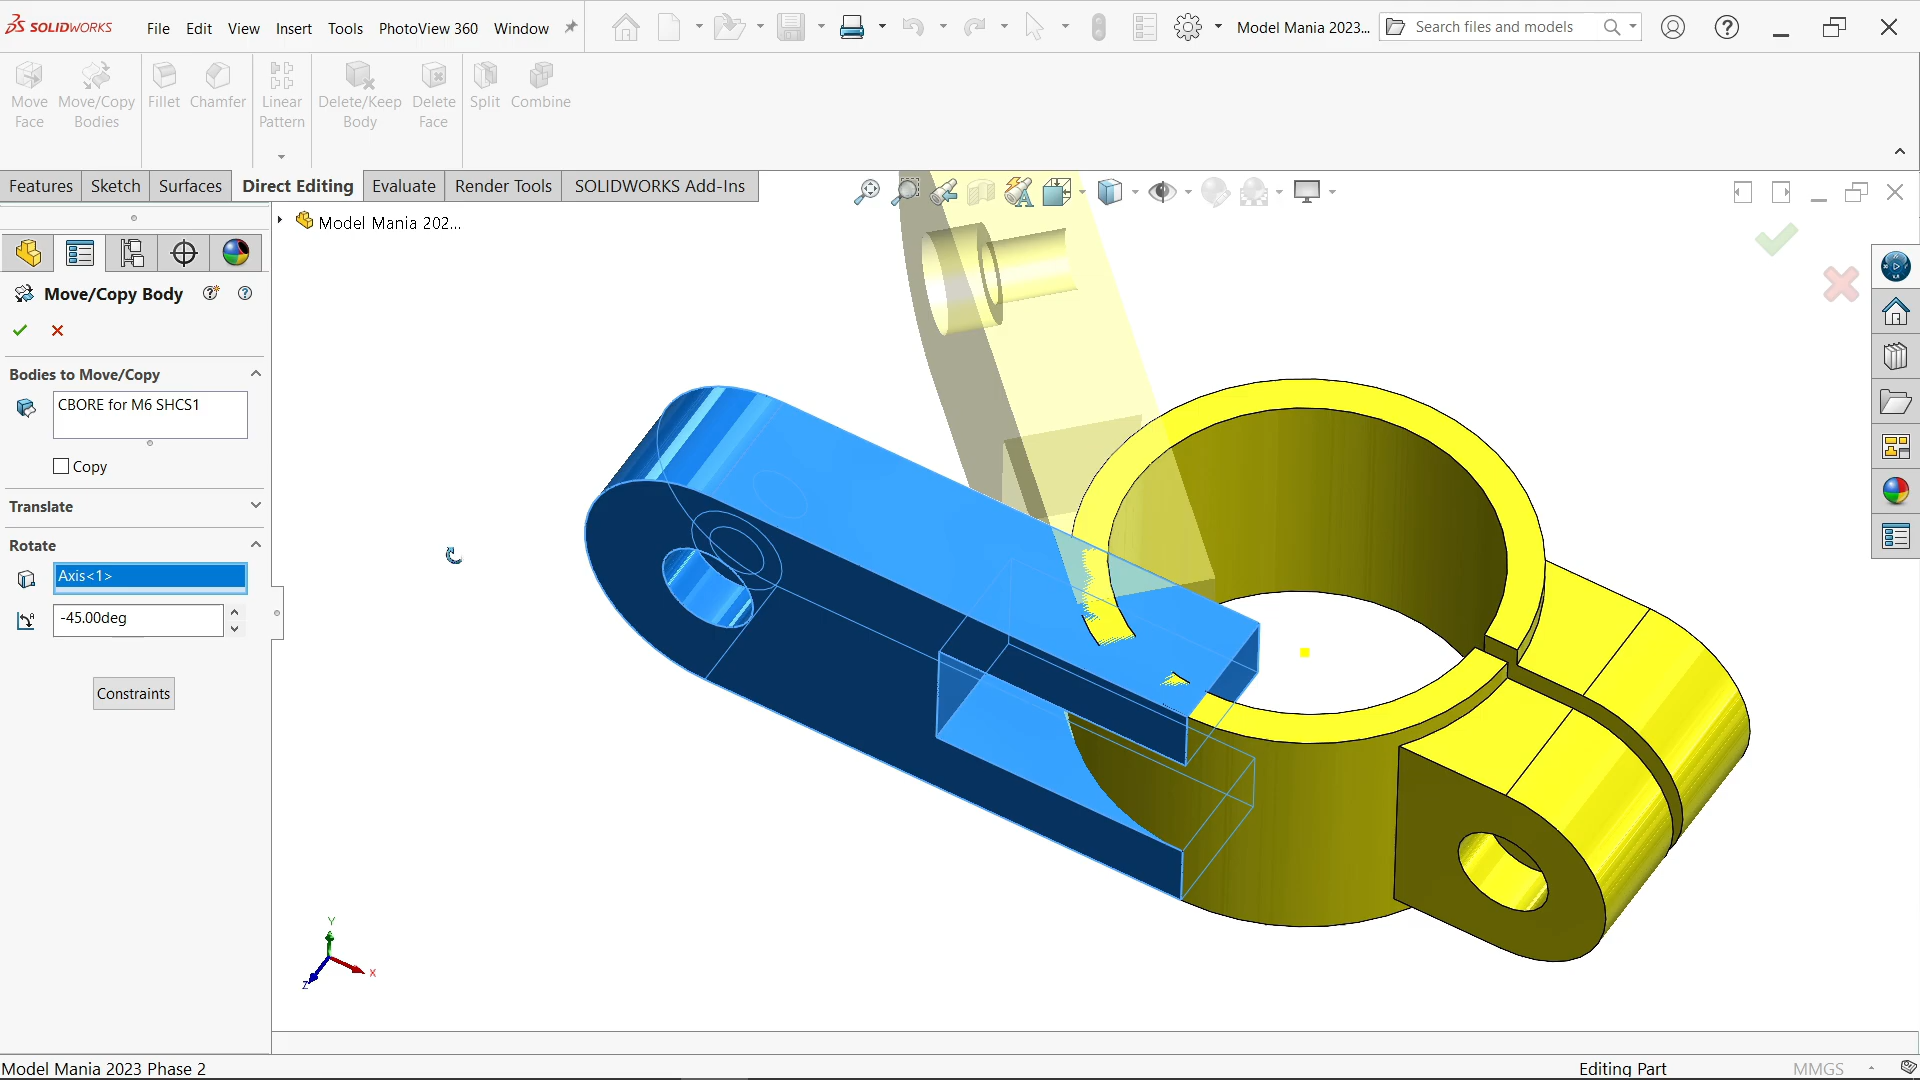 SOLIDWORKS File Edit View Insert Tools PhotoView 360 Window Model Mania 2023... Search files and models
Move Face
Move/Copy Bodies
Fillet
Chamfer
Linear Pattern
Delete/Keep Body
Delete Face
Split
Combine
Features Sketch Surfaces Direct Editing Evaluate Render Tools SOLIDWORKS Add-Ins
Model Mania 202...
Move/Copy Body
Bodies to Move/Copy
CBORE for M6 SHCS1
Copy
Translate
Rotate
Axis<1>
-45.00deg
Constraints
Y
X
Z
Model Mania 2023 Phase 2 Editing Part MMGS